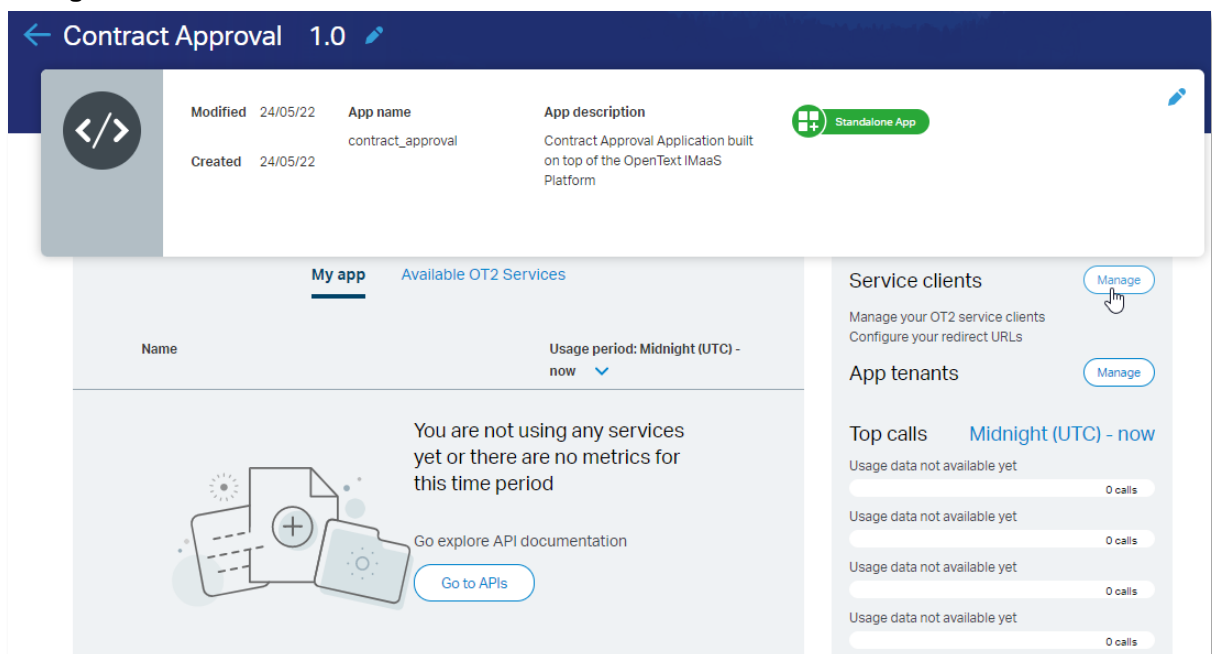 Contract Approval 1.0
Modified 24/05/22
Created 24/05/22
App name
contract_approval
App description
Contract Approval Application built
on top of the OpenText IMaaS
Platform
Standalone App
My app Available OT2 Services
Name
Usage period: Midnight (UTC) -
now
You are not using any services
yet or there are no metrics for
this time period
Go explore API documentation
Go to APIs
Service clients Manage
Manage your OT2 service clients
Configure your redirect URLs
App tenants Manage
Top calls Midnight (UTC) - now
Usage data not available yet
0 calls
Usage data not available yet
0 calls
Usage data not available yet
0 calls
Usage data not available yet
0 calls